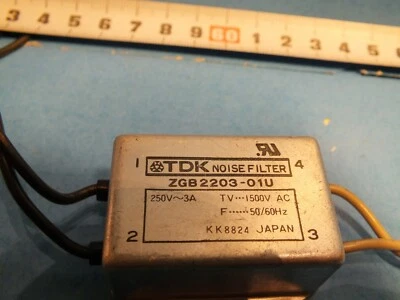 3 4 5 6 7 8 9 60 1 2 3 4 5 6
1 TDK NOISE FILTER 4
ZGB2203-01U
250V~3A TV···1500V AC
F······50/60Hz
2 KK8824 JAPAN 3